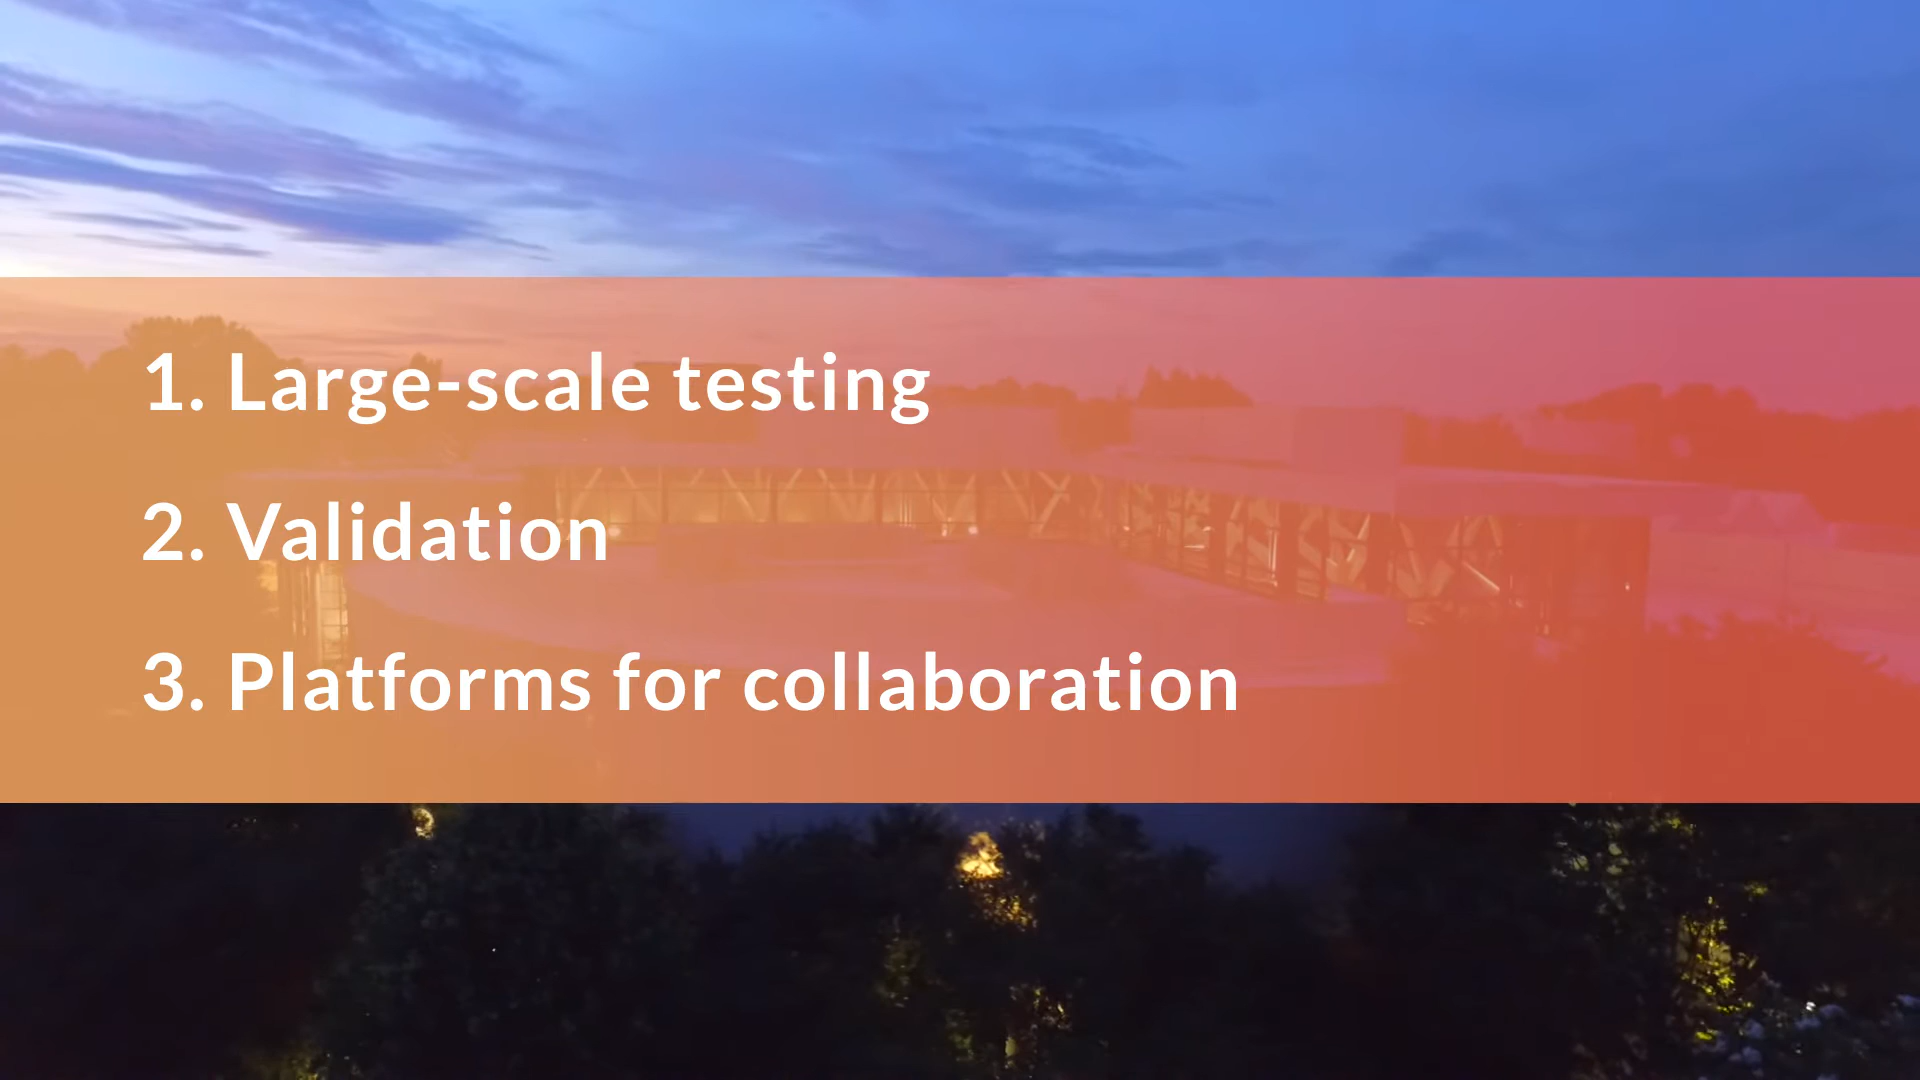 1. Large-scale testing
2. Validation
3. Platforms for collaboration